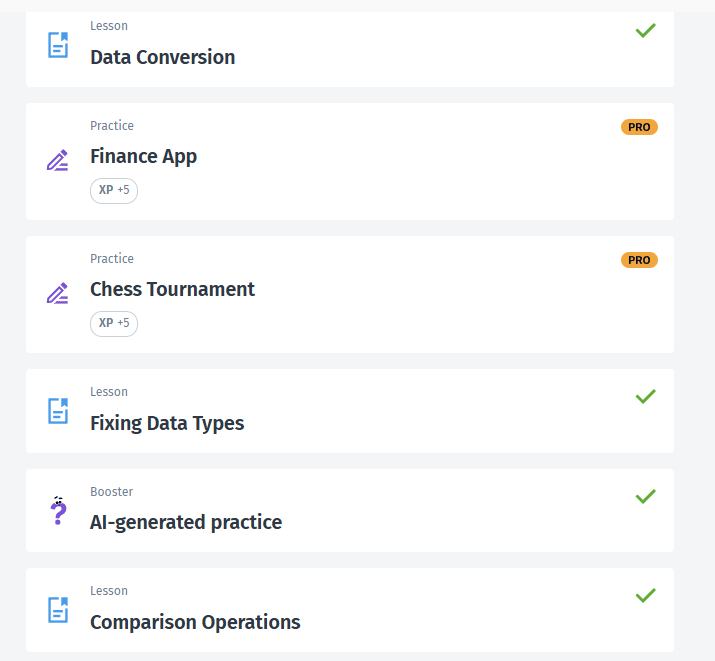 Lesson
Data Conversion
Practice
PRO
Finance App
XP +5
Practice
PRO
Chess Tournament
XP +5
Lesson
Fixing Data Types
Booster
AI-generated practice
Lesson
Comparison Operations